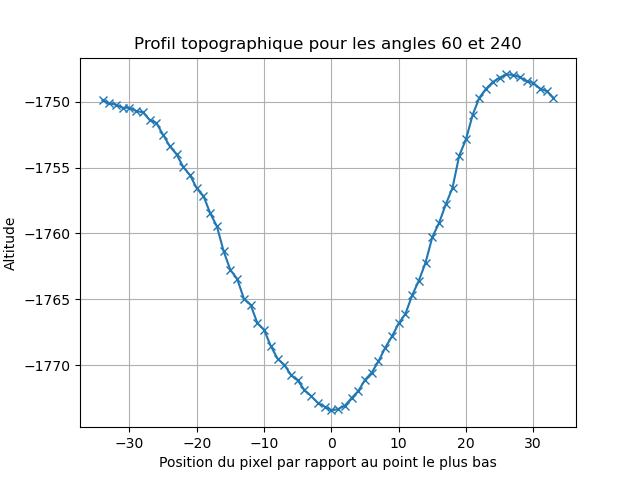 Profil topographique pour les angles 60 et 240
Altitude
−1750
−1755
−1760
−1765
−1770
−30 −20 −10 0 10 20 30
Position du pixel par rapport au point le plus bas